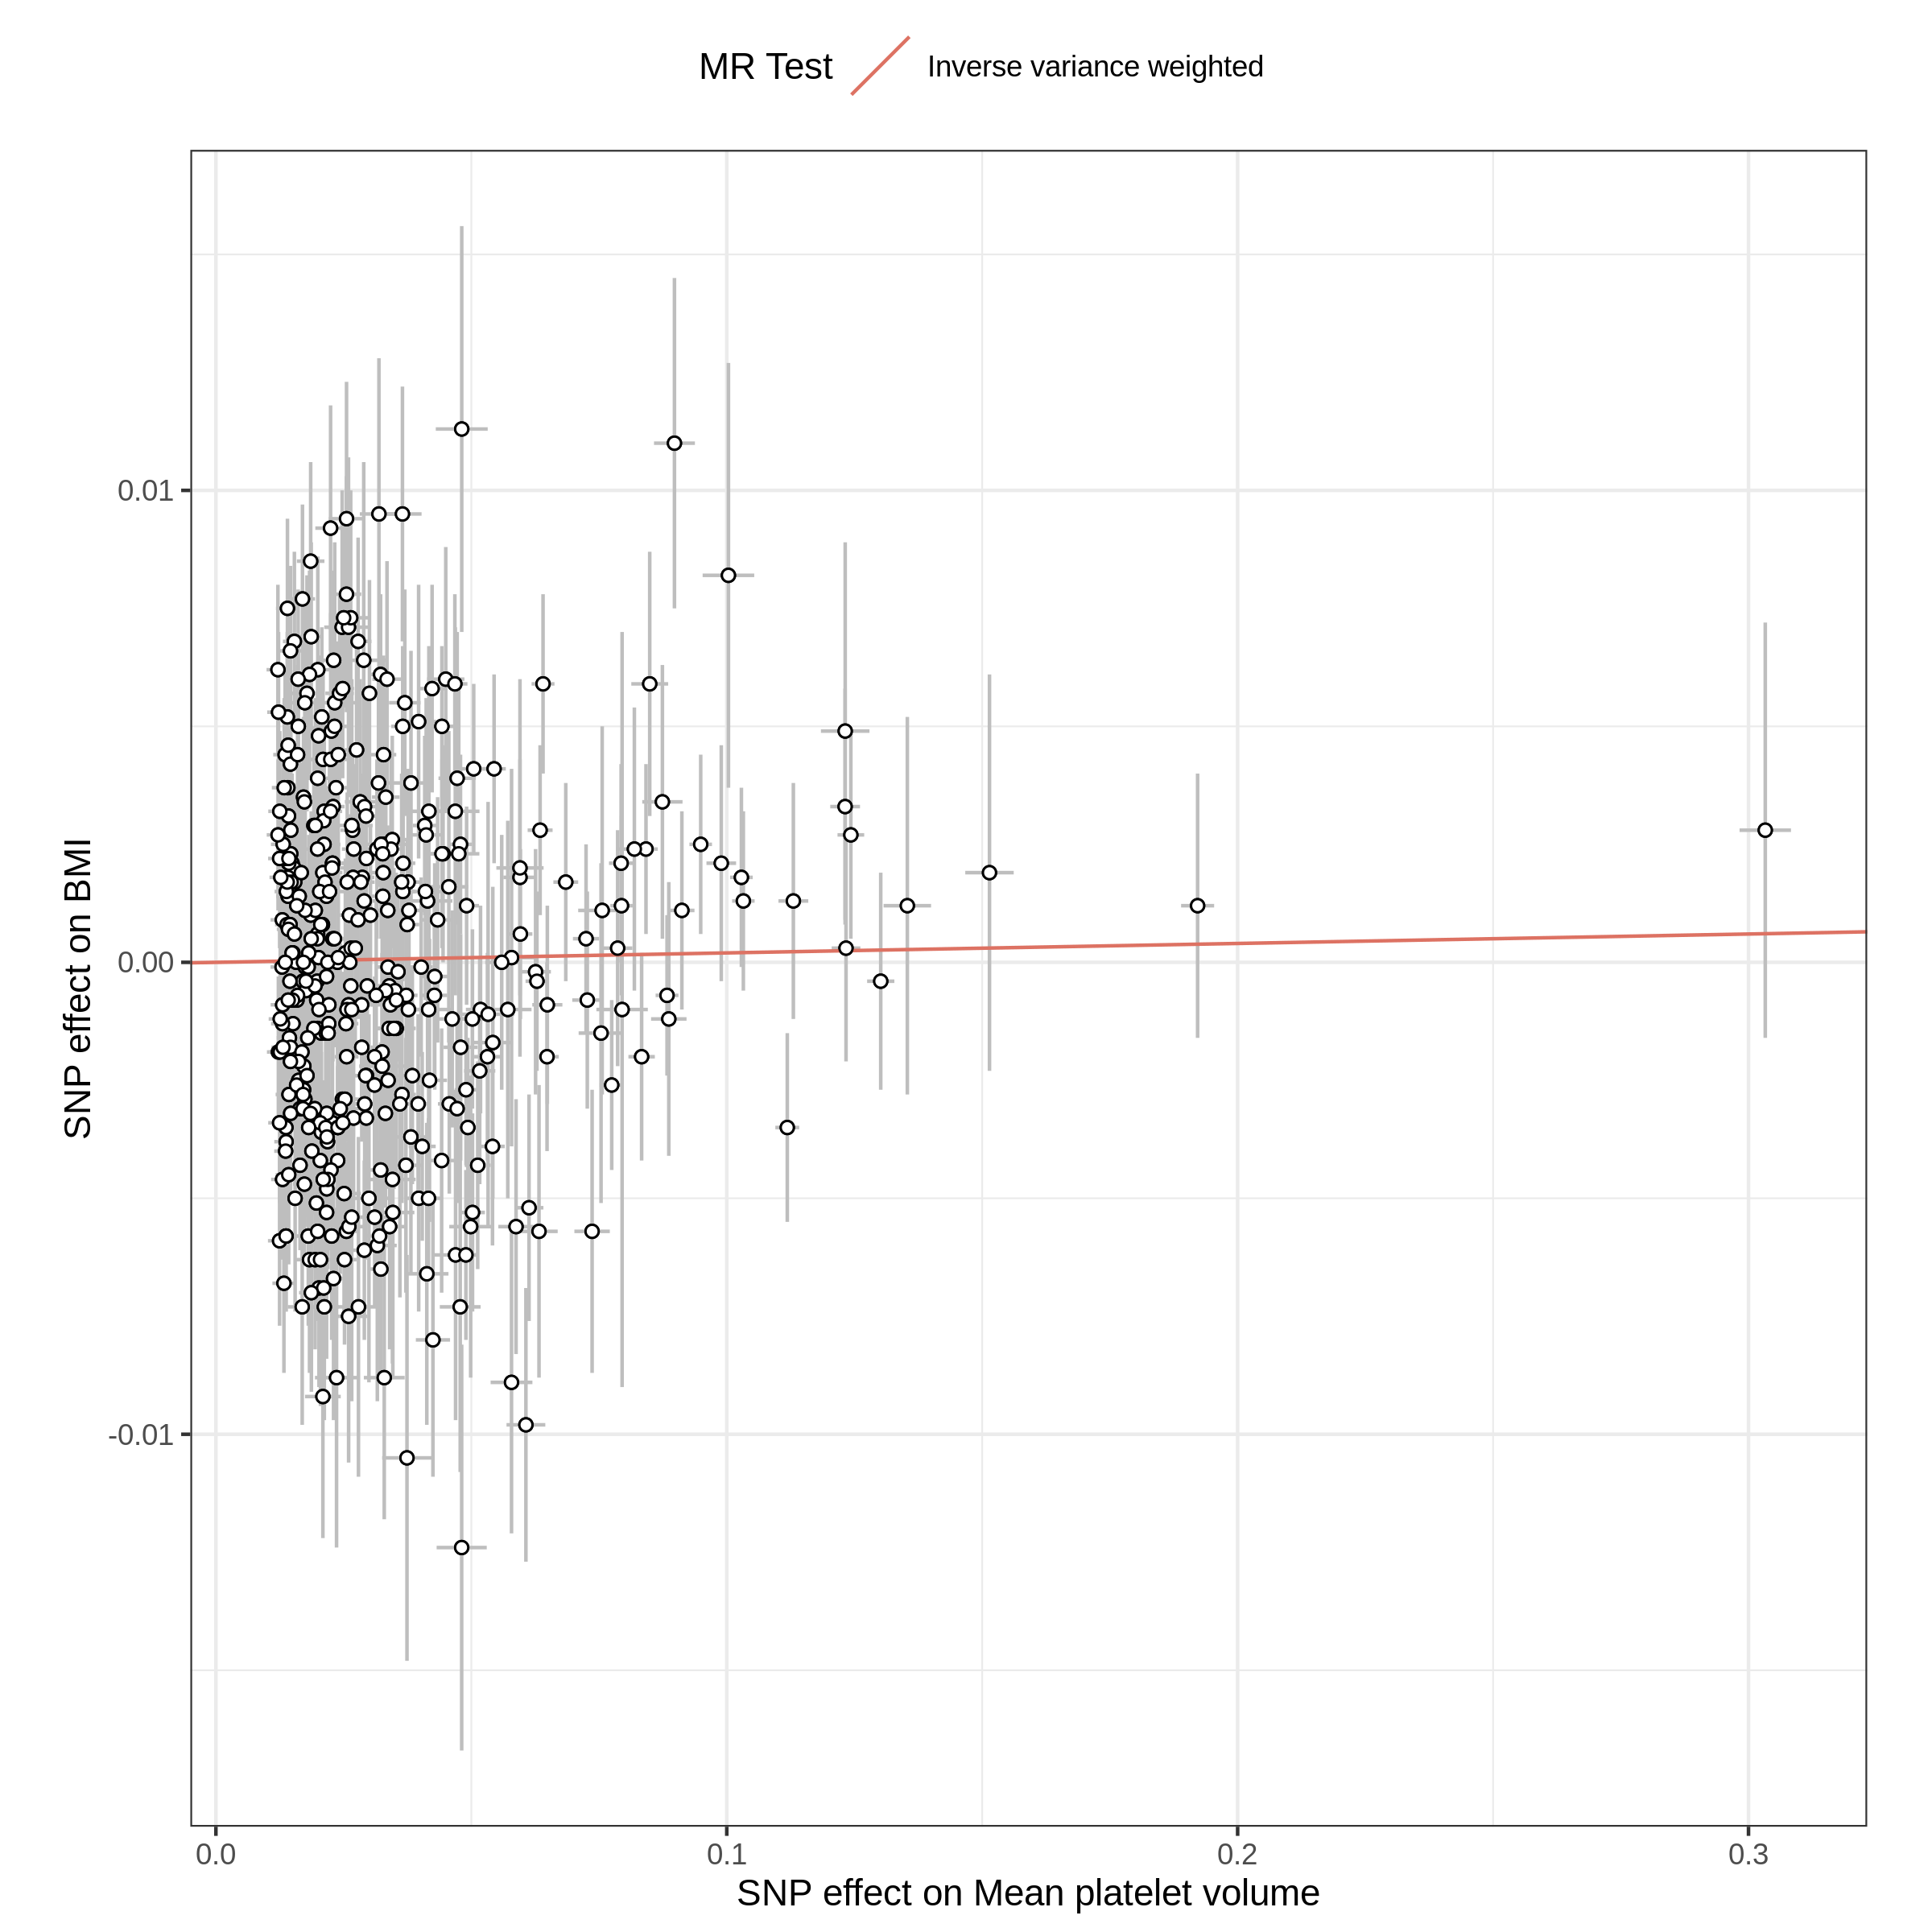 MR Test
Inverse variance weighted
SNP effect on BMI
0.01
0.00
-0.01
0.0
0.1
0.2
0.3
SNP effect on Mean platelet volume